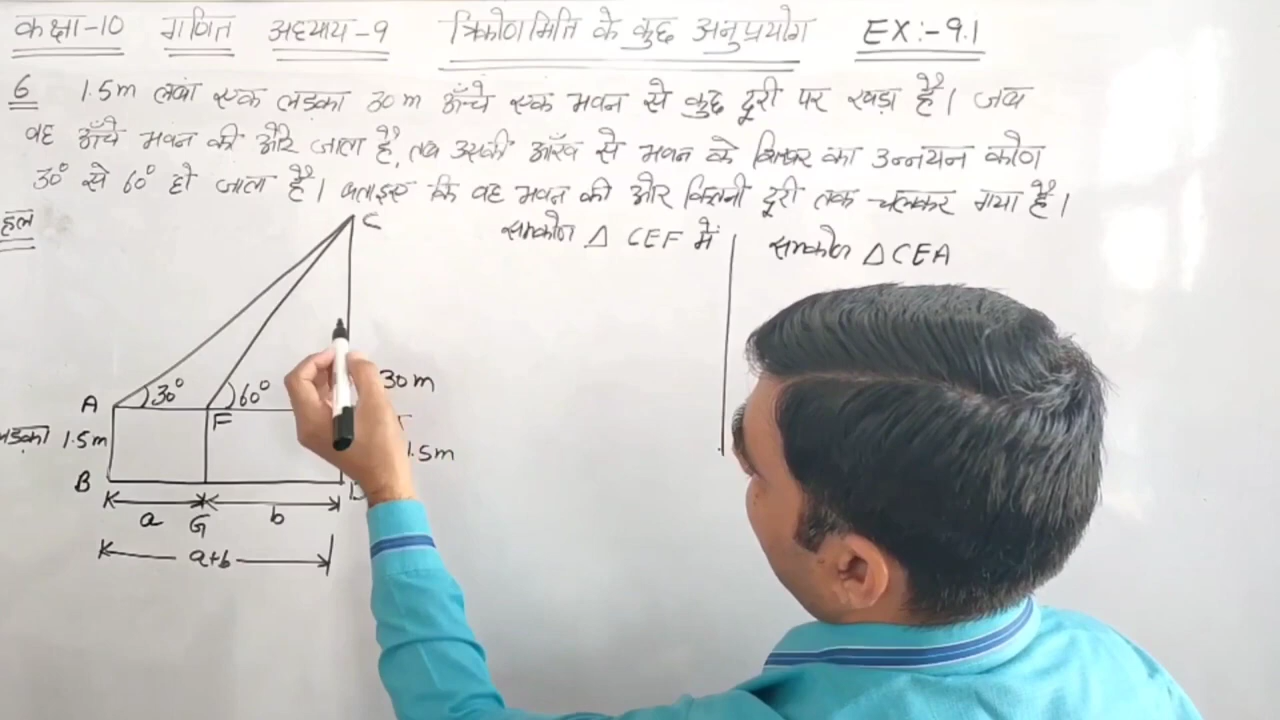 कक्षा-10 गणित अध्याय-9 त्रिकोणमिति के कुछ अनुप्रयोग EX:-9.1
6 1.5m लंबा एक लड़का 30m ऊँचे एक भवन से कुछ दूरी पर खड़ा है। जब
वह ऊँचे भवन की ओर जाता है, तब उसकी आँख से भवन के शिखर का उन्नयन कोण
30° से 60° हो जाता है। बताइए कि वह भवन की ओर कितनी दूरी तक चलकर गया है।
हल
C
समकोण △ CEF में
समकोण △CEA
30°
60°
30m
A
F
लड़का 1.5m
.5m
B
D
a
G
b
a+b